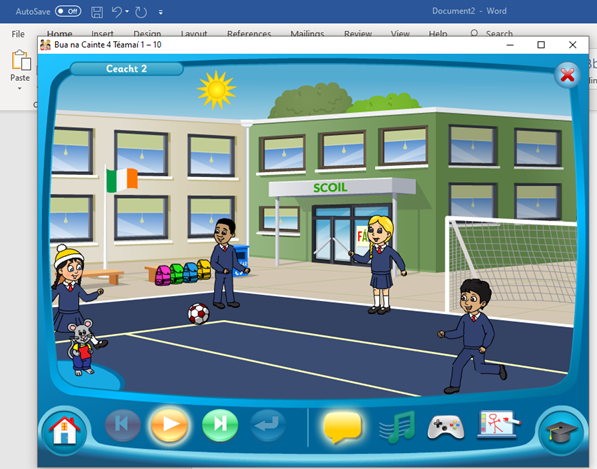 AutoSave Off Document2 - Word
File Home Insert Draw Design Layout References Mailings Review View Help Search
Paste
Bua na Cainte 4 Téamaí 1 – 10
Ceacht 2
SCOIL